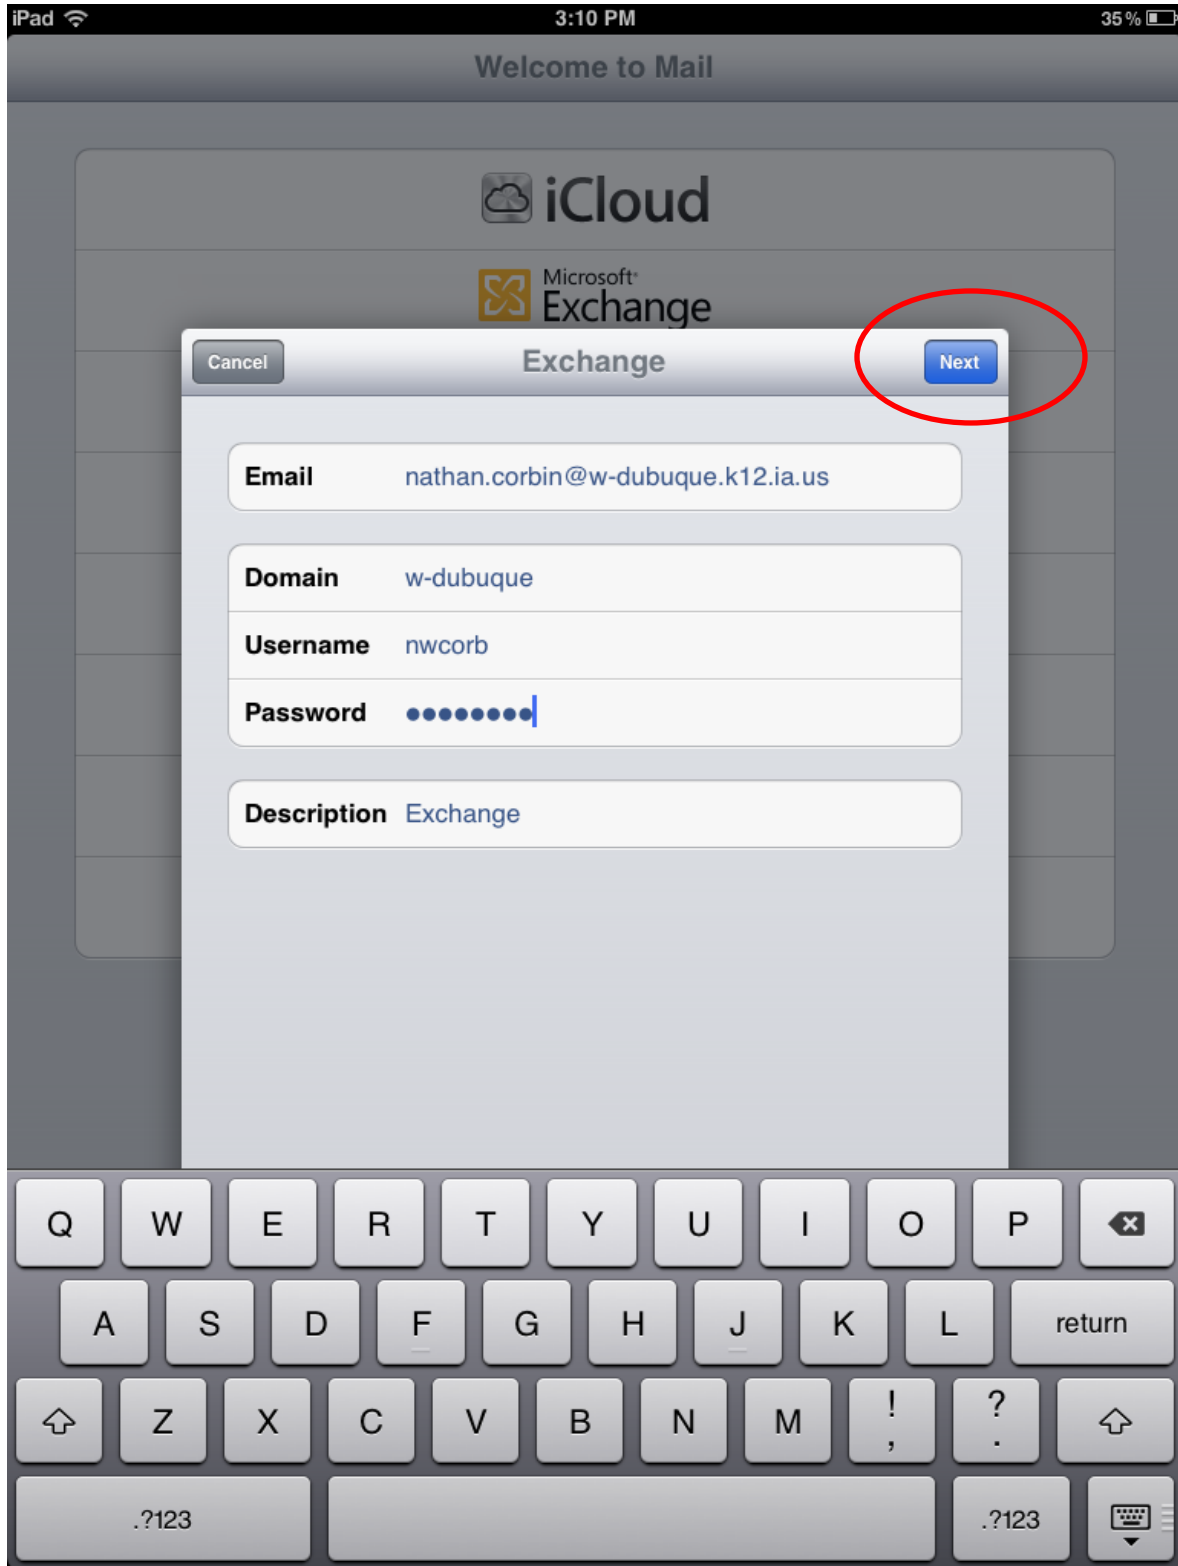 iPad 3:10 PM 35%
Welcome to Mail
iCloud
Microsoft
Exchange
Cancel Exchange Next
Email nathan.corbin@w-dubuque.k12.ia.us
Domain w-dubuque
Username nwcorb
Password ••••••••
Description Exchange
Q W E R T Y U I O P
A S D F G H J K L return
Z X C V B N M ! , ? .
.?123 .?123